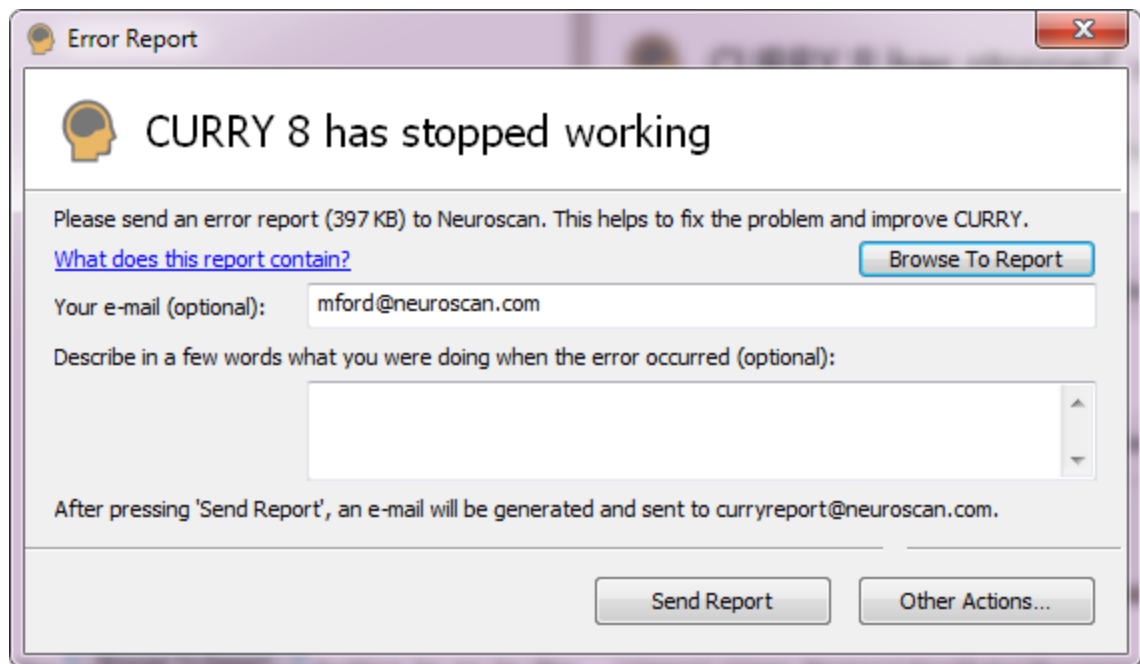 Error Report
CURRY 8 has stopped working
Please send an error report (397 KB) to Neuroscan. This helps to fix the problem and improve CURRY.
What does this report contain?
Browse To Report
Your e-mail (optional):
mford@neuroscan.com
Describe in a few words what you were doing when the error occurred (optional):
After pressing 'Send Report', an e-mail will be generated and sent to curryreport@neuroscan.com.
Send Report
Other Actions...